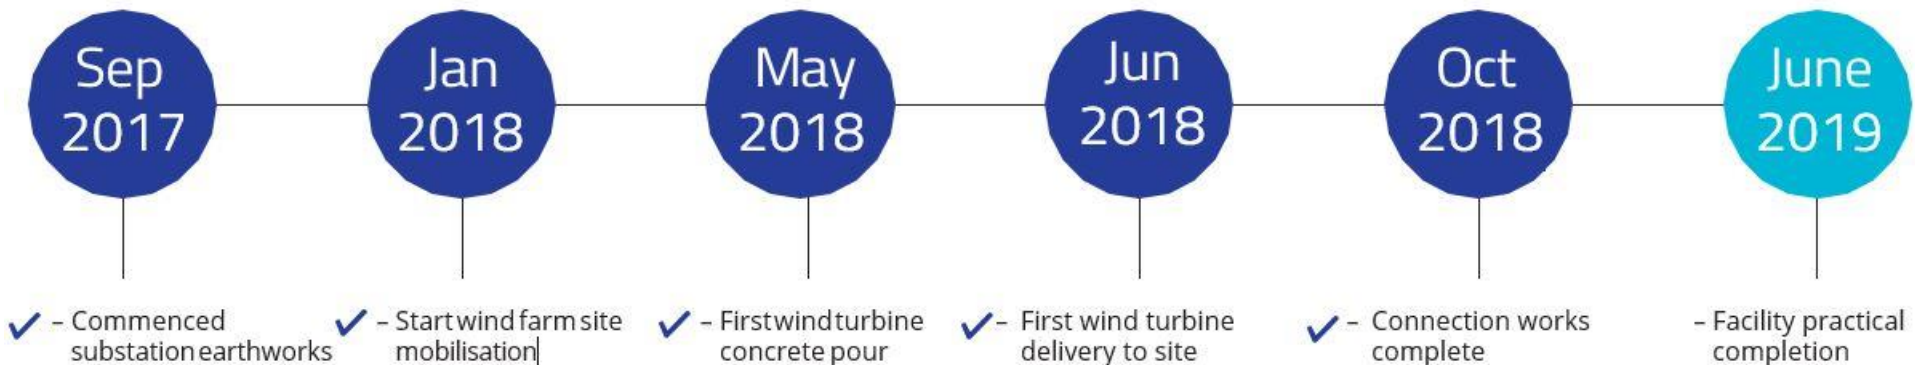 Sep
2017
Jan
2018
May
2018
Jun
2018
Oct
2018
June
2019
– Commenced
substation earthworks
– Start wind farm site
mobilisation
– First wind turbine
concrete pour
– First wind turbine
delivery to site
– Connection works
complete
– Facility practical
completion